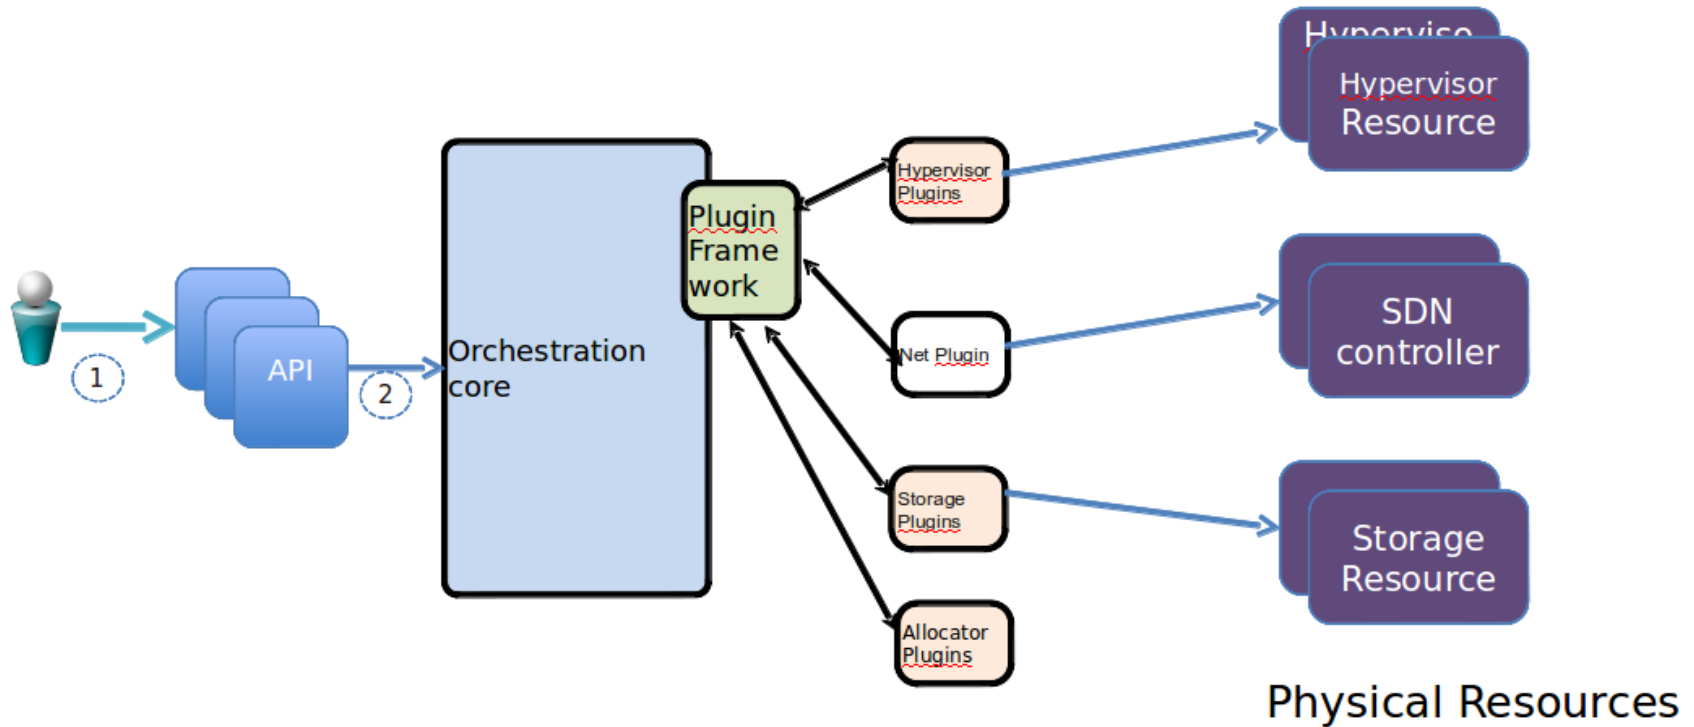 1
API
2
Orchestration
core
Plugin
Frame
work
Hypervisor
Plugins
Net Plugin
Storage
Plugins
Allocator
Plugins
Hyperviso
Hypervisor
Resource
SDN
controller
Storage
Resource
Physical Resources